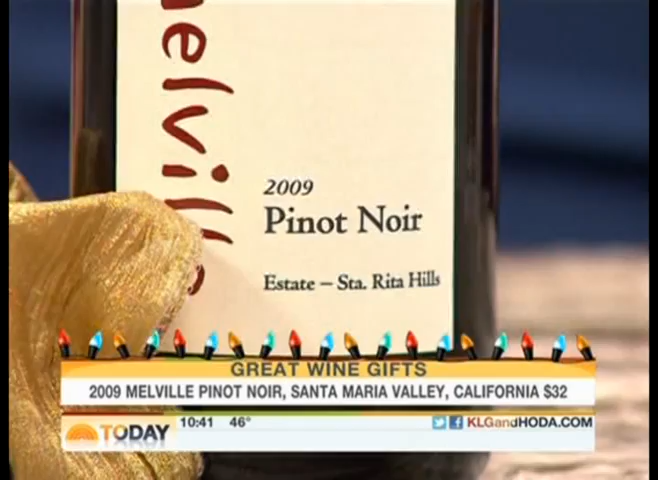 melville
2009
Pinot Noir
Estate – Sta. Rita Hills
GREAT WINE GIFTS
2009 MELVILLE PINOT NOIR, SANTA MARIA VALLEY, CALIFORNIA $32
TODAY
10:41 46°
KLGandHODA.COM